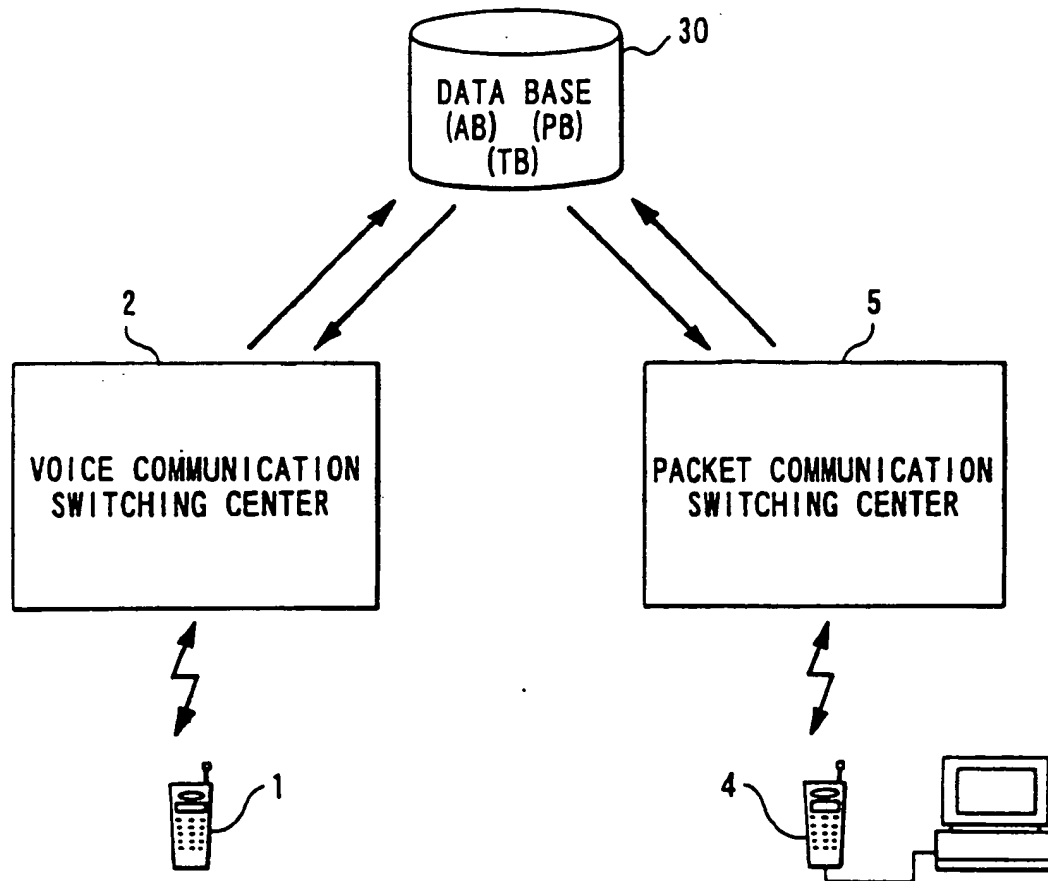 30
DATA BASE
(AB) (PB)
(TB)
2
5
VOICE COMMUNICATION
SWITCHING CENTER
PACKET COMMUNICATION
SWITCHING CENTER
1
4